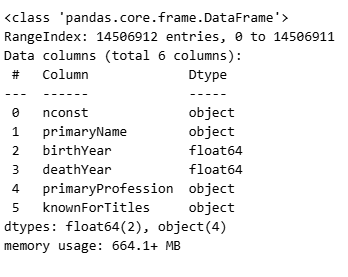 <class 'pandas.core.frame.DataFrame'>
RangeIndex: 14506912 entries, 0 to 14506911
Data columns (total 6 columns):
 #   Column             Dtype
---  ------             -----
 0   nconst             object
 1   primaryName        object
 2   birthYear          float64
 3   deathYear          float64
 4   primaryProfession  object
 5   knownForTitles     object
dtypes: float64(2), object(4)
memory usage: 664.1+ MB